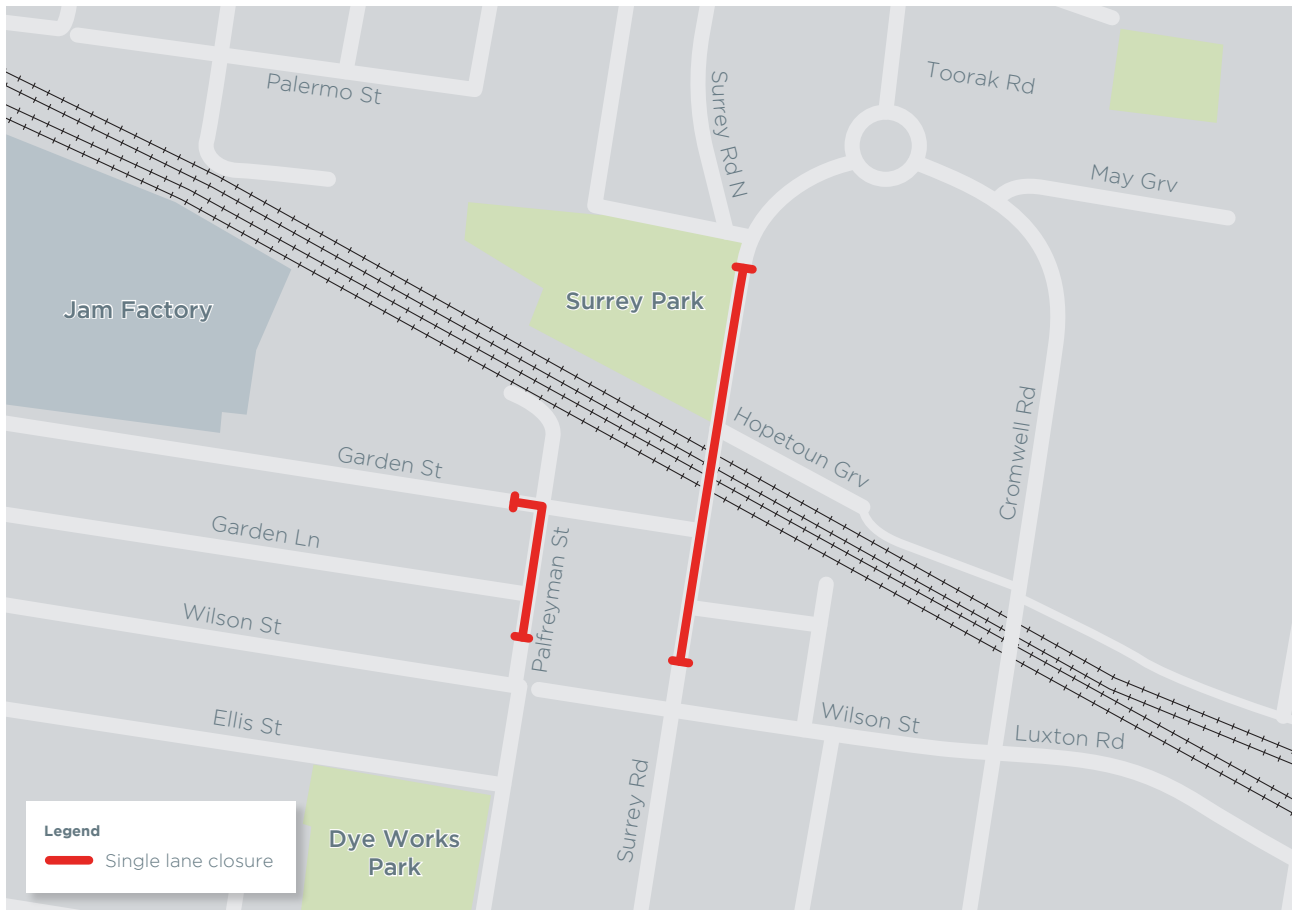 Palermo St
Surrey Rd N
Toorak Rd
May Grv
Jam Factory
Surrey Park
Hopetoun Grv
Cromwell Rd
Garden St
Garden Ln
Palfreyman St
Wilson St
Ellis St
Wilson St
Luxton Rd
Surrey Rd
Dye Works
Park
Legend
Single lane closure